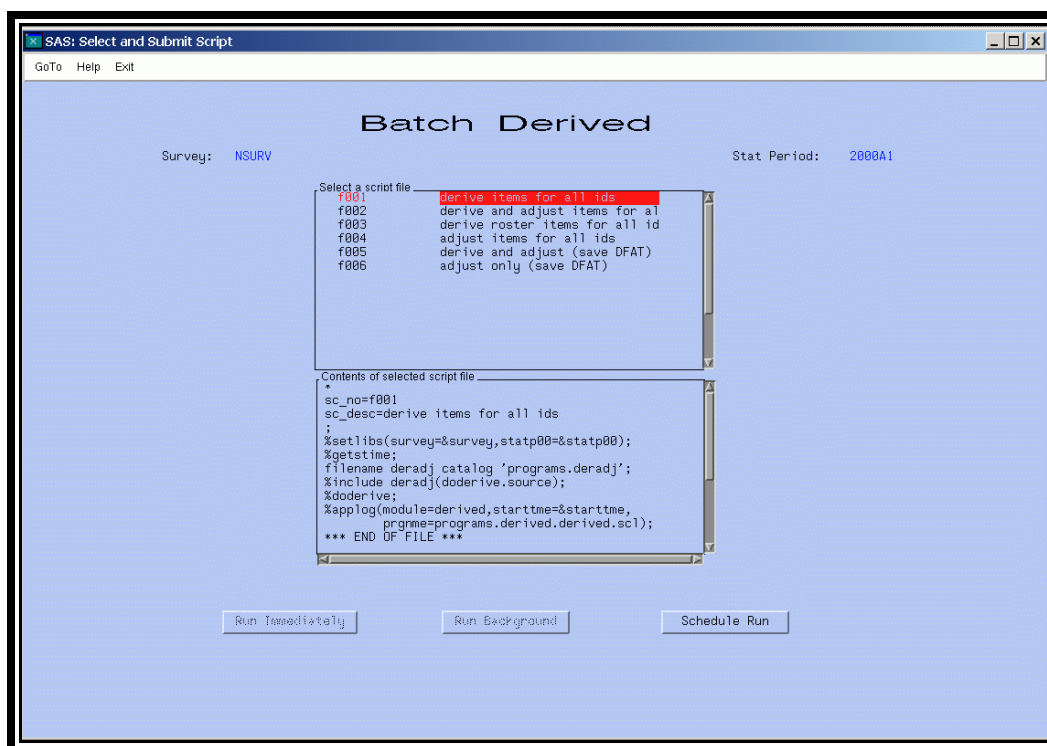 SAS: Select and Submit Script
GoTo Help Exit
Batch Derived
Survey: NSURV Stat Period: 2000A1
Select a script file
f001 derive items for all ids
f002 derive and adjust items for al
f003 derive roster items for all id
f004 adjust items for all ids
f005 derive and adjust (save DFAT)
f006 adjust only (save DFAT)
Contents of selected script file
*
sc_no=f001
sc_desc=derive items for all ids
;
%setlibs(survey=&survey,statp00=&statp00);
%getstime;
filename deradj catalog 'programs.deradj';
%include deradj(doderive.source);
%doderive;
%applog(module=derived,starttme=&starttme,
prgnme=programs.derived.derived.scl);
*** END OF FILE ***
Run Immediately Run Background Schedule Run